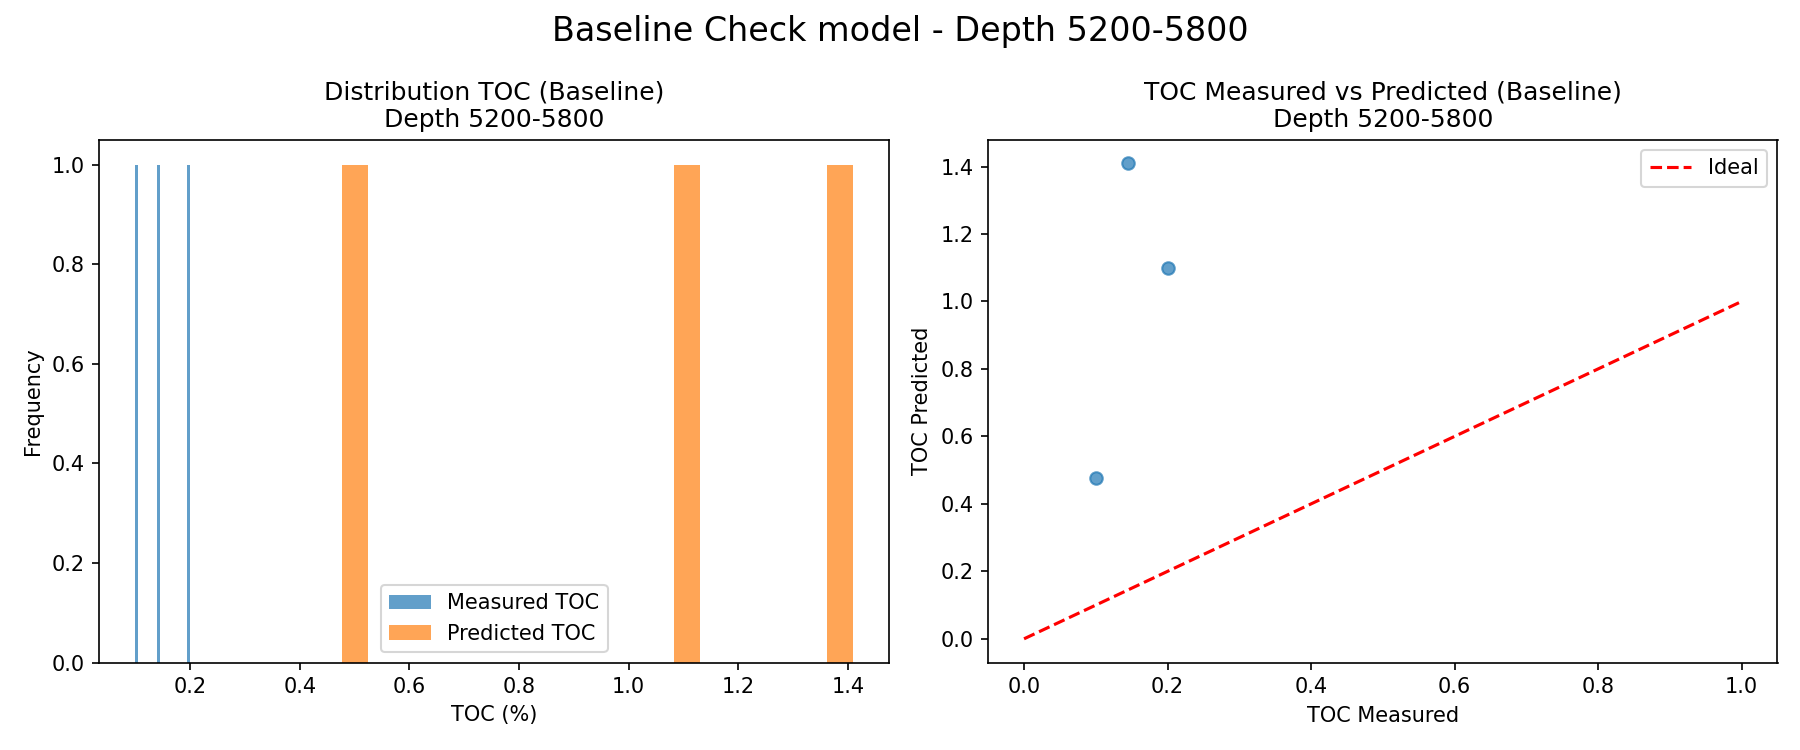 Baseline Check model - Depth 5200-5800
Distribution TOC (Baseline)
Depth 5200-5800
Frequency
1.0
0.8
0.6
0.4
0.2
0.0
0.2
0.4
0.6
0.8
1.0
1.2
1.4
TOC (%)
Measured TOC
Predicted TOC
TOC Measured vs Predicted (Baseline)
Depth 5200-5800
TOC Predicted
1.4
1.2
1.0
0.8
0.6
0.4
0.2
0.0
0.0
0.2
0.4
0.6
0.8
1.0
TOC Measured
Ideal